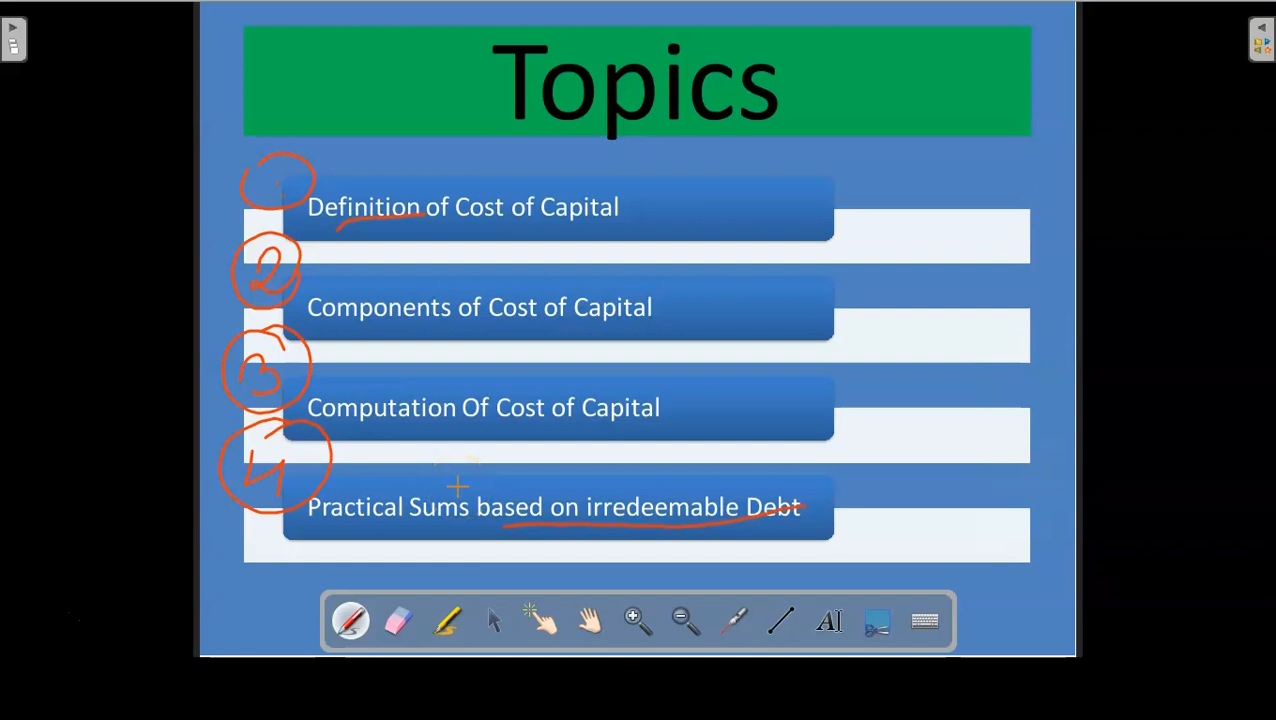 Topics
Definition of Cost of Capital
2
Components of Cost of Capital
3
Computation Of Cost of Capital
4
Practical Sums based on irredeemable Debt
AI